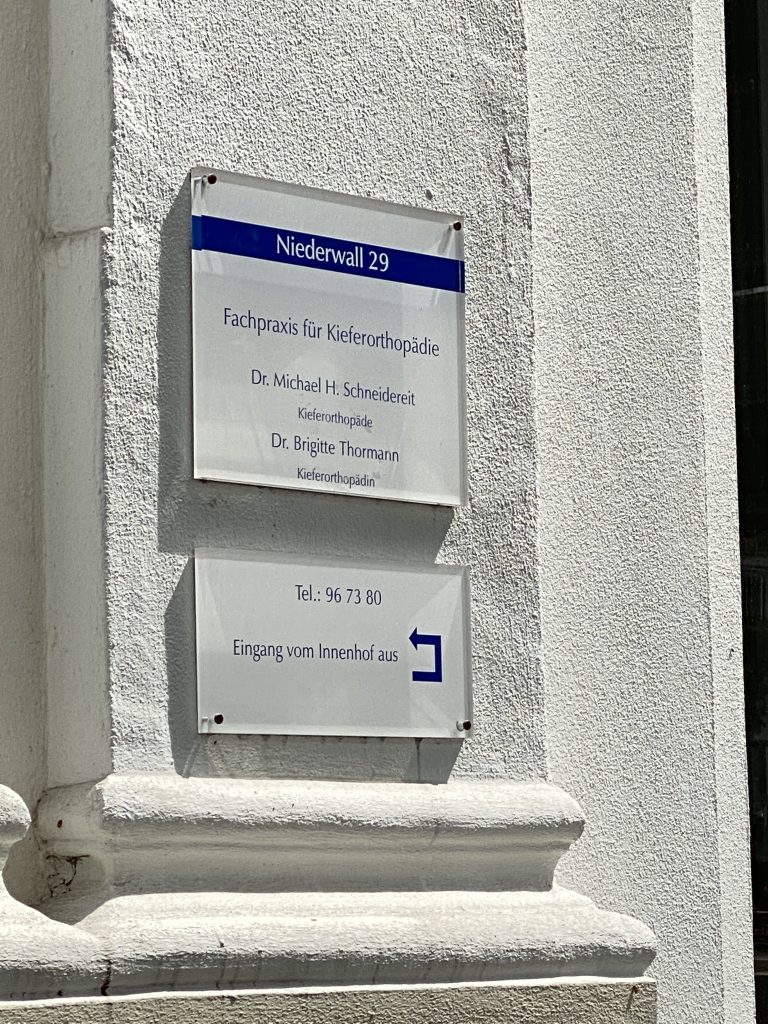 Niederwall 29
Fachpraxis für Kieferorthopädie
Dr. Michael H. Schneidereit
Kieferorthopäde
Dr. Brigitte Thormann
Kieferorthopädin
Tel.: 96 73 80
Eingang vom Innenhof aus